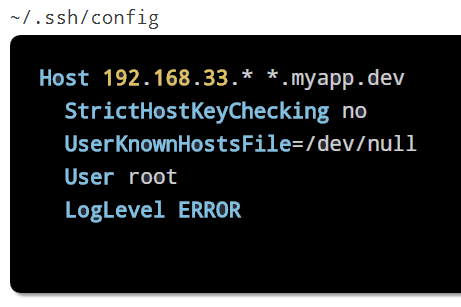 ~/.ssh/config
Host 192.168.33.* *.myapp.dev
StrictHostKeyChecking no
UserKnownHostsFile=/dev/null
User root
LogLevel ERROR